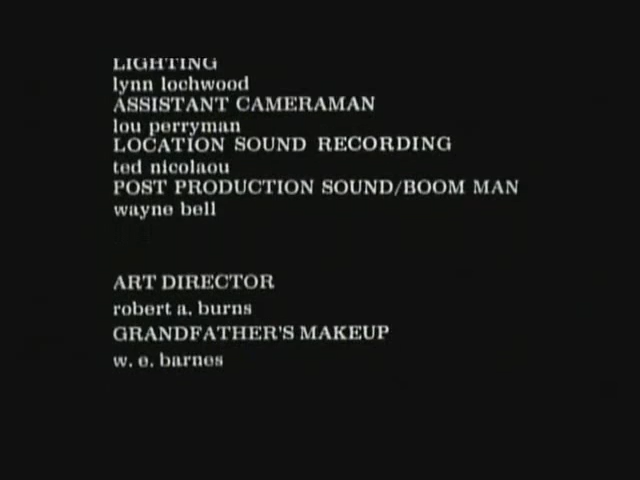 LIGHTING
lynn lochwood
ASSISTANT CAMERAMAN
lou perryman
LOCATION SOUND RECORDING
ted nicolaou
POST PRODUCTION SOUND/BOOM MAN
wayne bell
ART DIRECTOR
robert a. burns
GRANDFATHER'S MAKEUP
w. e. barnes